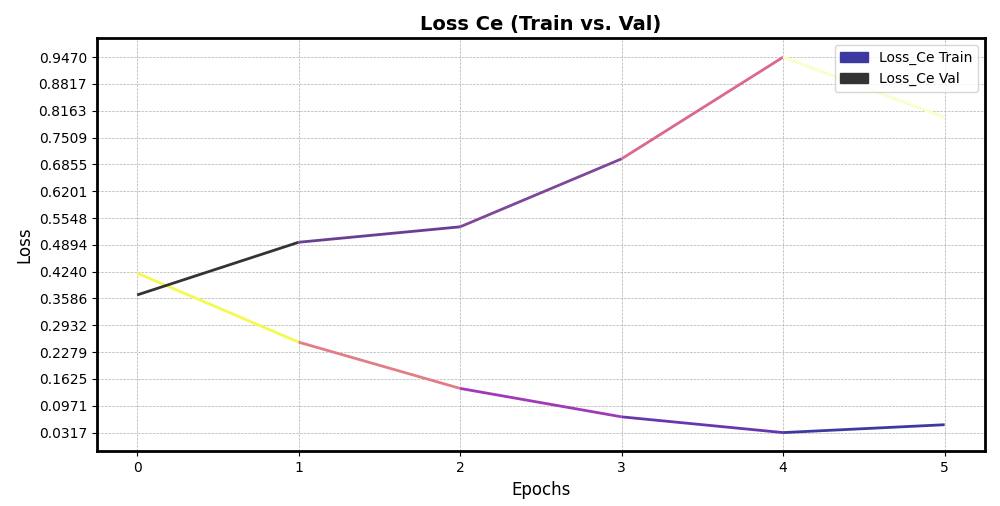 Loss Ce (Train vs. Val)
Loss_Ce Train
Loss_Ce Val
Loss
0.9470
0.8817
0.8163
0.7509
0.6855
0.6201
0.5548
0.4894
0.4240
0.3586
0.2932
0.2279
0.1625
0.0971
0.0317
0 1 2 3 4 5
Epochs